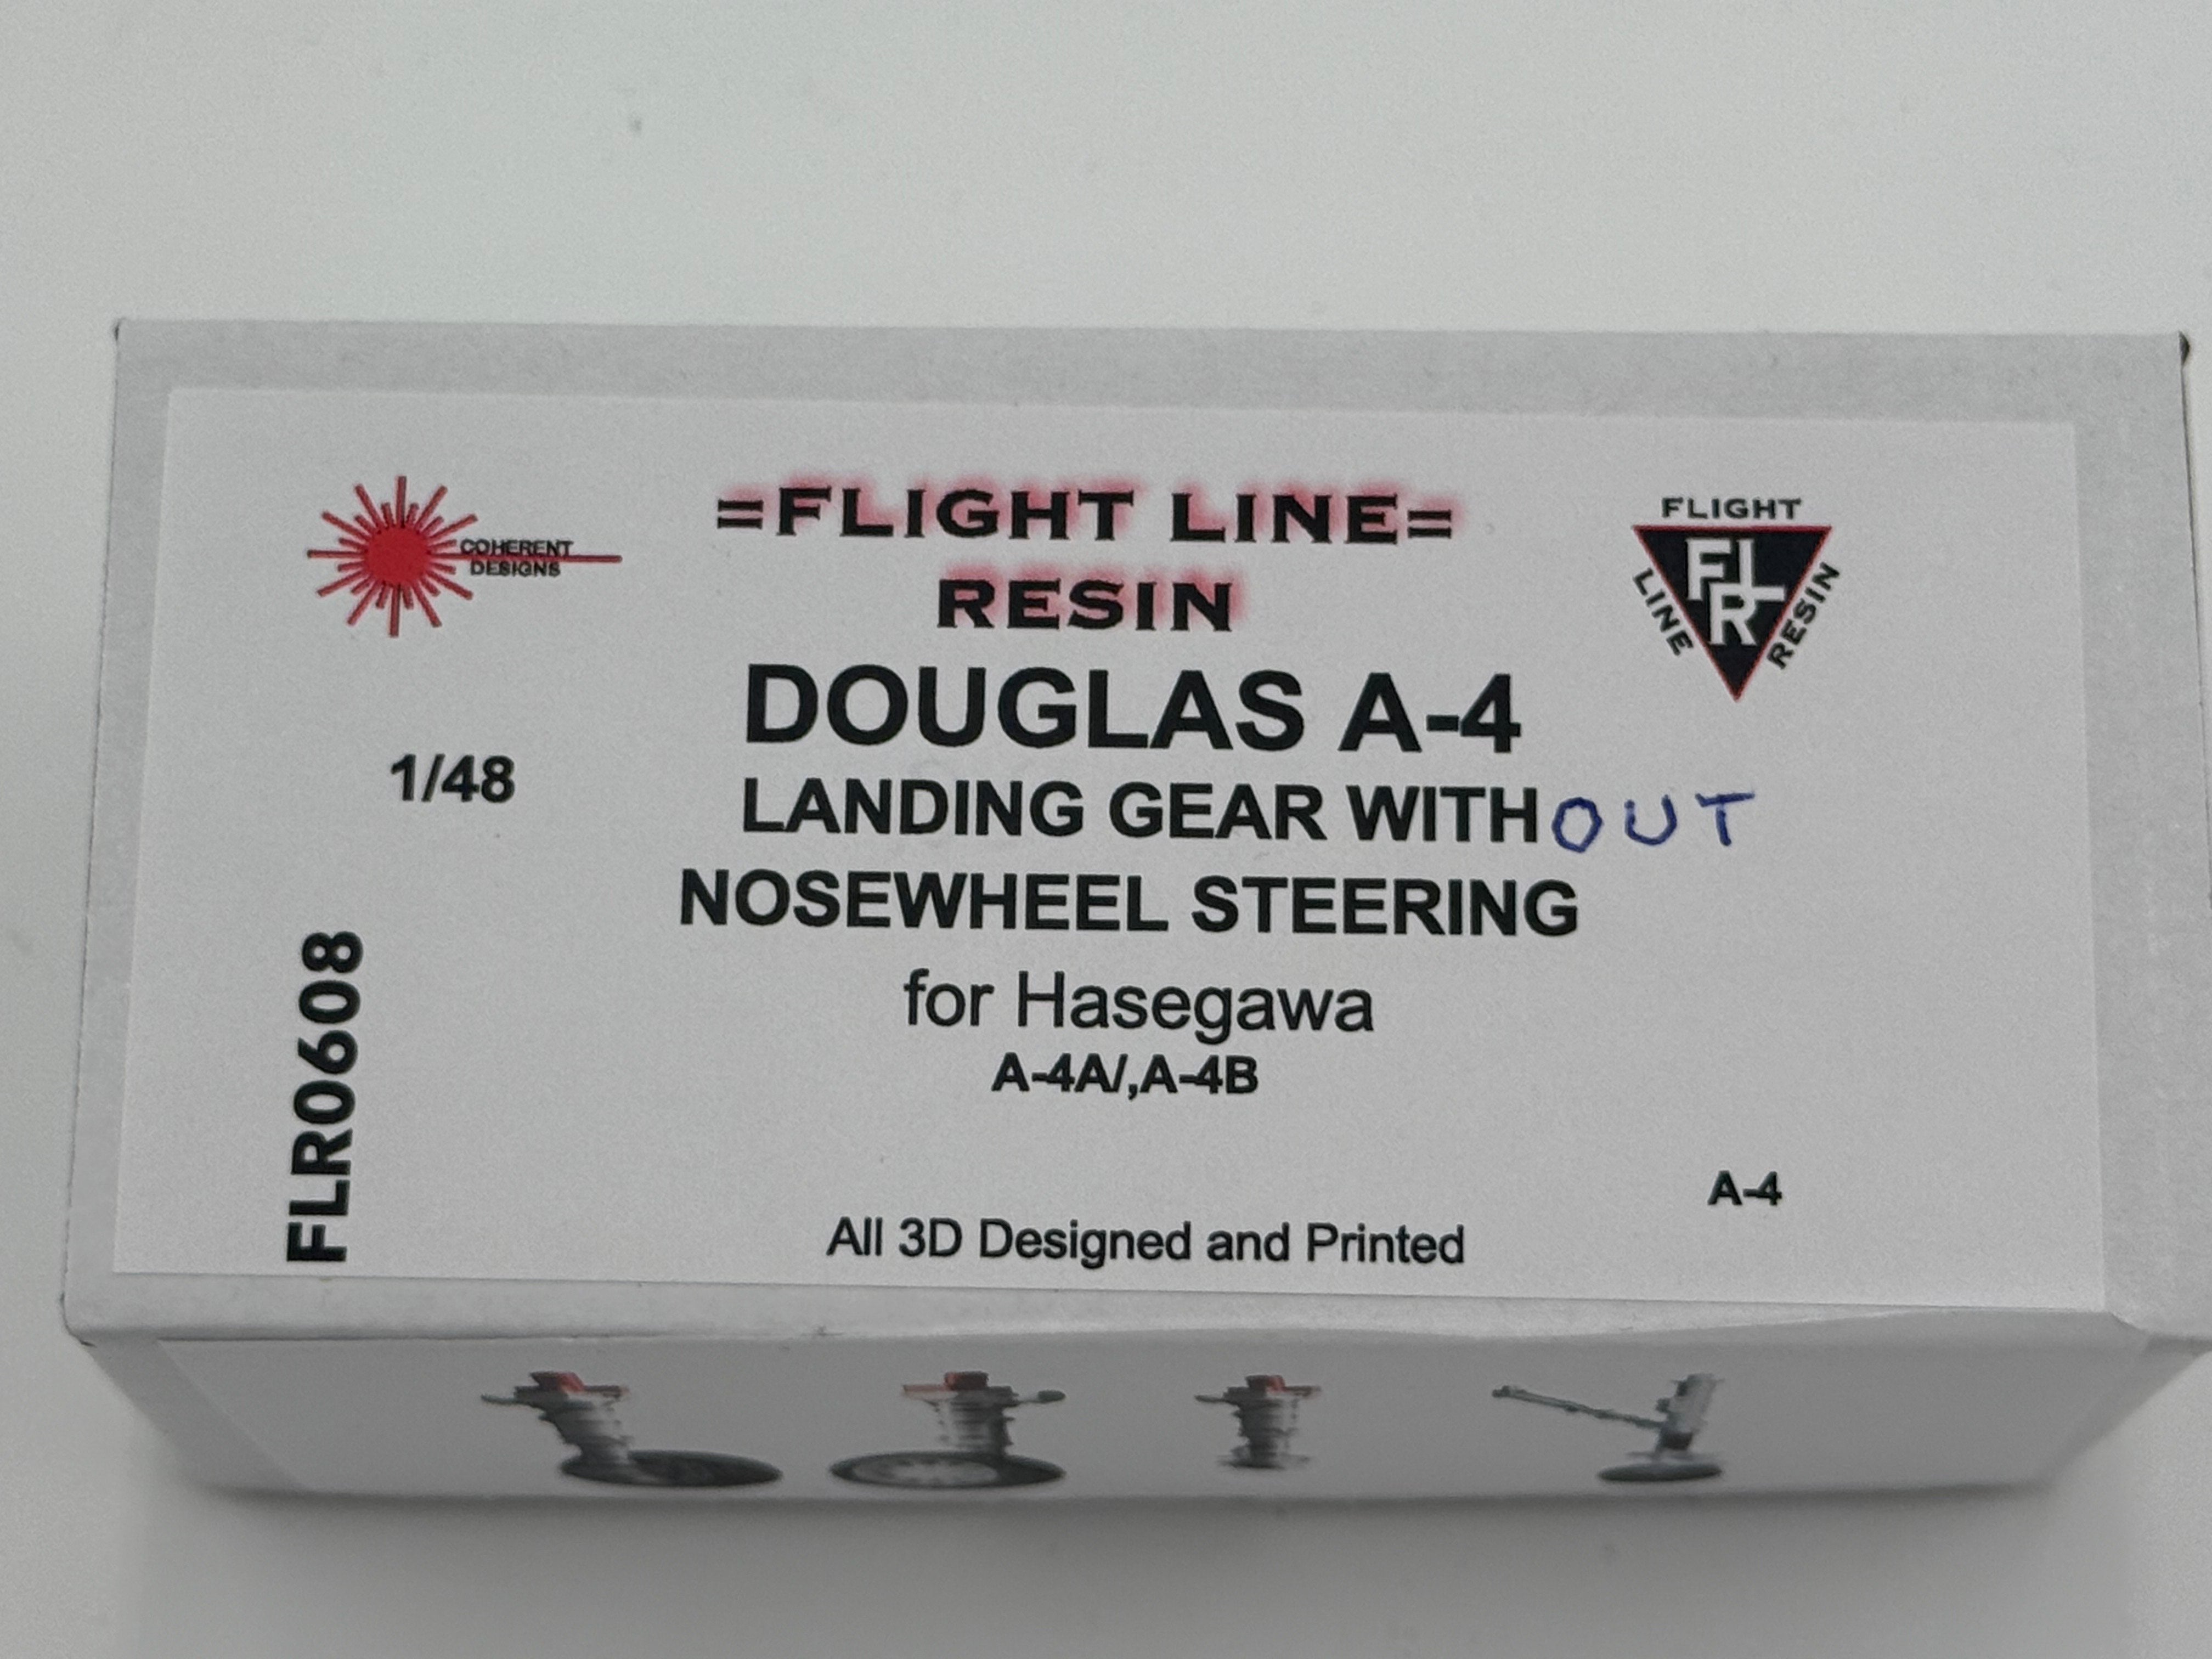 COHERENT
DESIGNS
=FLIGHT LINE=
RESIN
FLIGHT
LINE
FLR
RESIN
DOUGLAS A-4
1/48
LANDING GEAR WITHOUT
NOSEWHEEL STEERING
for Hasegawa
A-4A/,A-4B
FLR0608
A-4
All 3D Designed and Printed